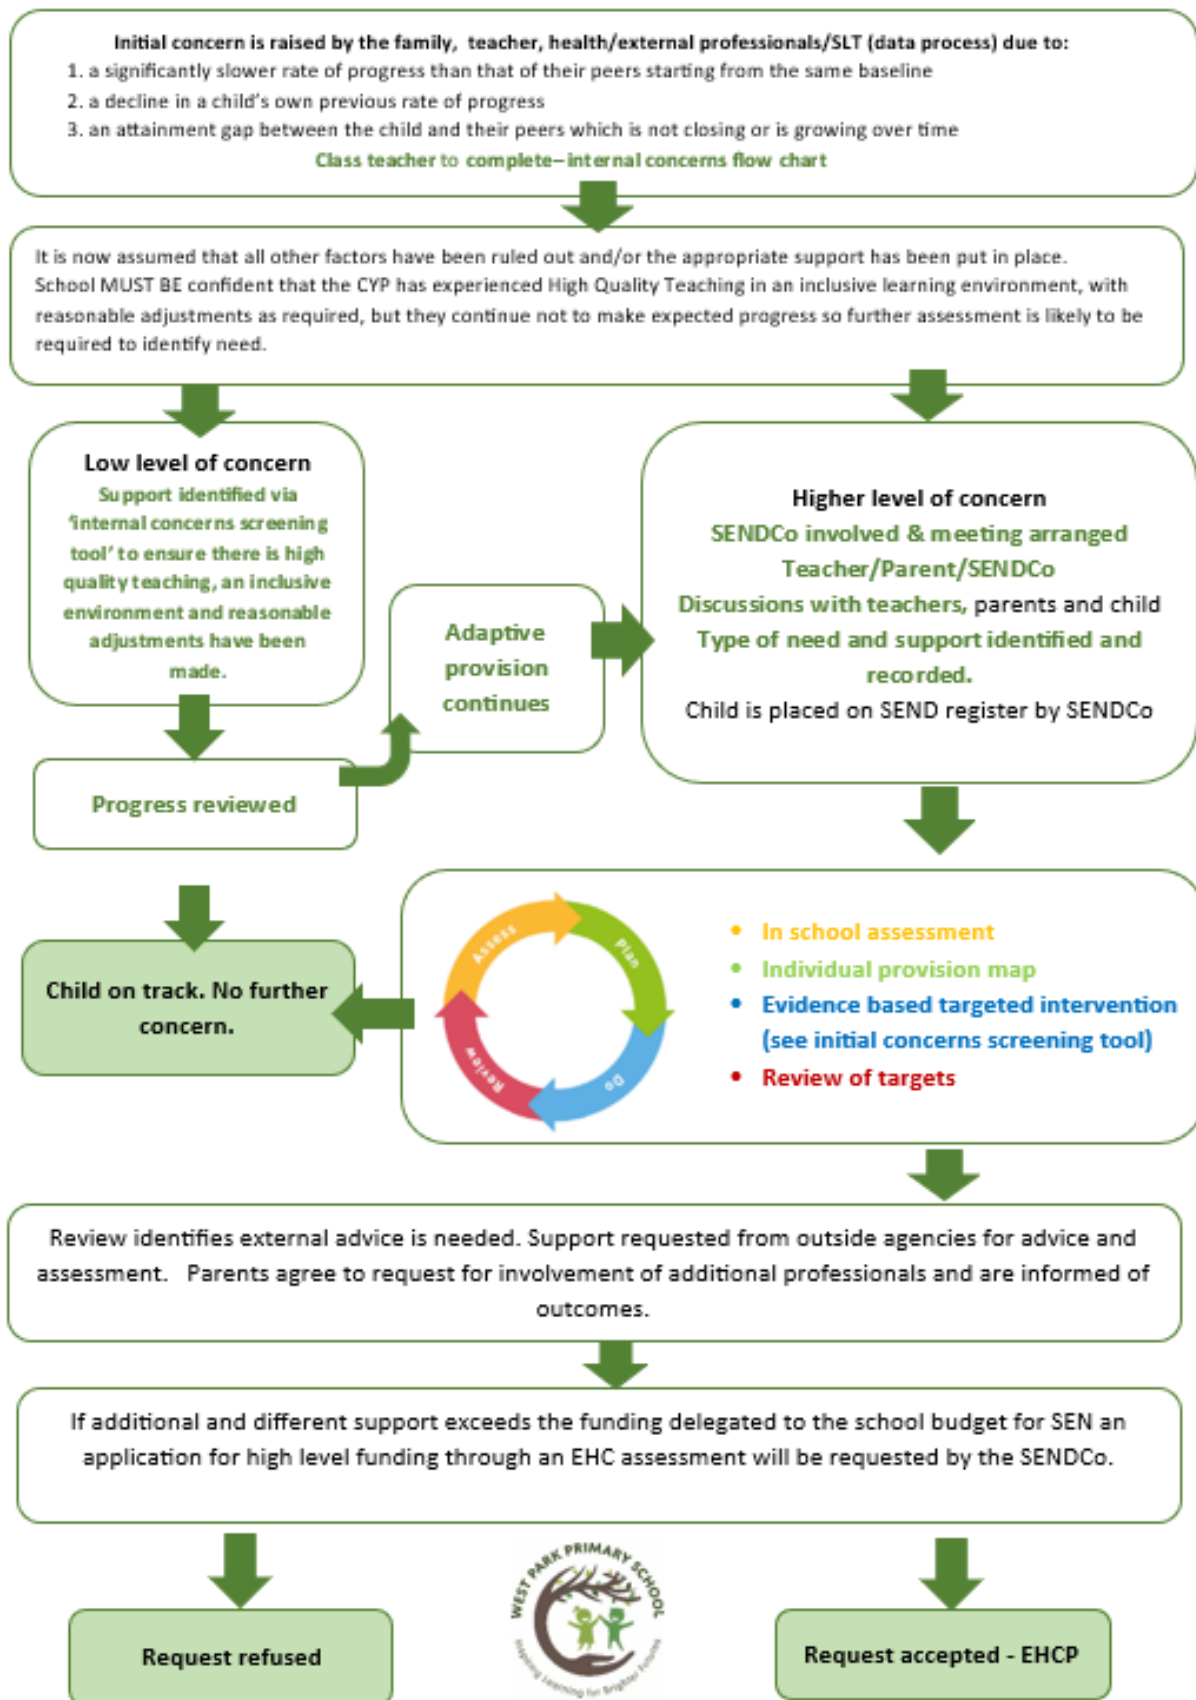 Initial concern is raised by the family, teacher, health/external professionals/SLT (data process) due to:
1. a significantly slower rate of progress than that of their peers starting from the same baseline
2. a decline in a child's own previous rate of progress
3. an attainment gap between the child and their peers which is not closing or is growing over time
Class teacher to complete–internal concerns flow chart
It is now assumed that all other factors have been ruled out and/or the appropriate support has been put in place.
School MUST BE confident that the CYP has experienced High Quality Teaching in an inclusive learning environment, with
reasonable adjustments as required, but they continue not to make expected progress so further assessment is likely to be
required to identify need.
Low level of concern
Support identified via
'internal concerns screening
tool' to ensure there is high
quality teaching, an inclusive
environment and reasonable
adjustments have been
made.
Progress reviewed
Adaptive
provision
continues
Higher level of concern
SENDCo involved & meeting arranged
Teacher/Parent/SENDCo
Discussions with teachers, parents and child
Type of need and support identified and
recorded.
Child is placed on SEND register by SENDCo
Child on track. No further
concern.
Assess
Plan
Do
Review
• In school assessment
• Individual provision map
• Evidence based targeted intervention
(see initial concerns screening tool)
• Review of targets
Review identifies external advice is needed. Support requested from outside agencies for advice and
assessment. Parents agree to request for involvement of additional professionals and are informed of
outcomes.
If additional and different support exceeds the funding delegated to the school budget for SEN an
application for high level funding through an EHC assessment will be requested by the SENDCo.
Request refused
WEST PARK PRIMARY SCHOOL
Inspiring Learning for Brighter Futures
Request accepted - EHCP